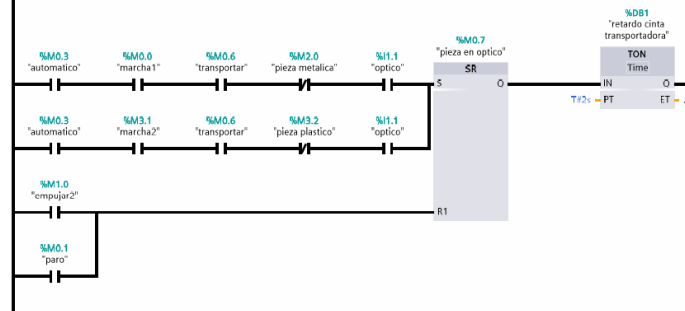 %DB1
"retardo cinta
transportadora"
%M0.7
"pieza en optico"
%M0.3 %M0.0 %M0.6 %M2.0 %I1.1
"automatico" "marcha1" "transportar" "pieza metalica" "optico"
SR
TON
Time
S Q
IN Q
T#2s PT ET
%M0.3 %M3.1 %M0.6 %M3.2 %I1.1
"automatico" "marcha2" "transportar" "pieza plastico" "optico"
%M1.0
"empujar2"
R1
%M0.1
"paro"